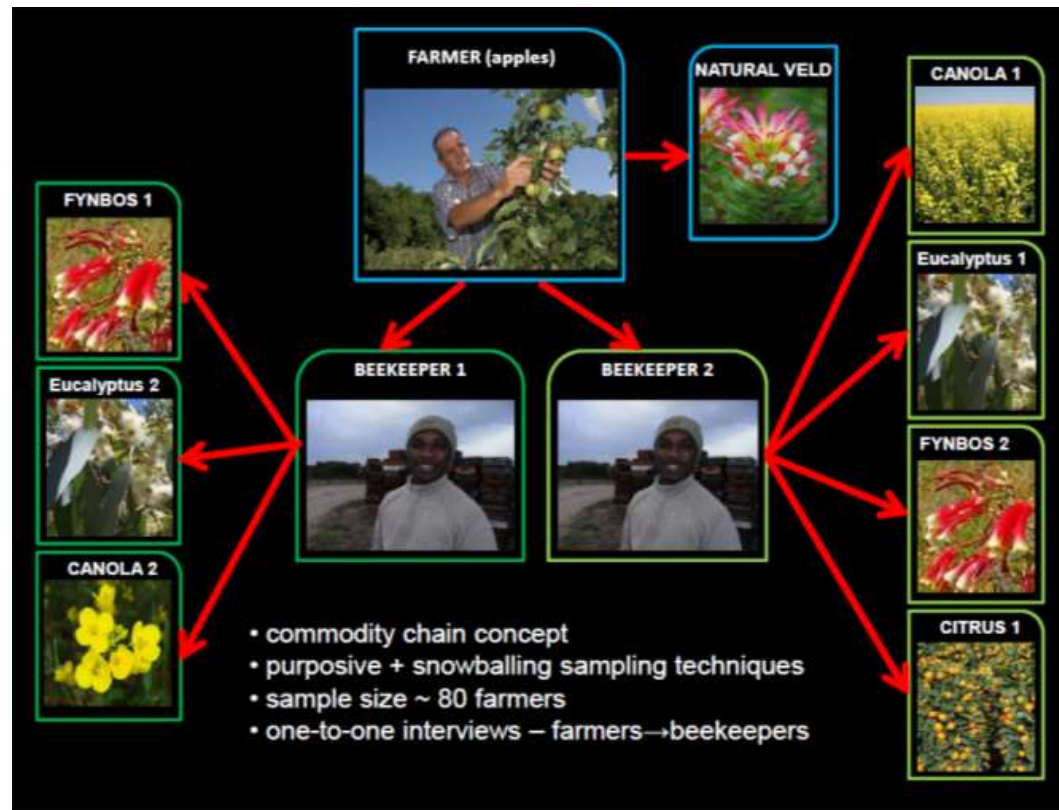 FARMER (apples)
NATURAL VELD
CANOLA 1
FYNBOS 1
Eucalyptus 1
Eucalyptus 2
BEEKEEPER 1
BEEKEEPER 2
FYNBOS 2
CANOLA 2
CITRUS 1
• commodity chain concept
• purposive + snowballing sampling techniques
• sample size ~ 80 farmers
• one-to-one interviews – farmers→beekeepers